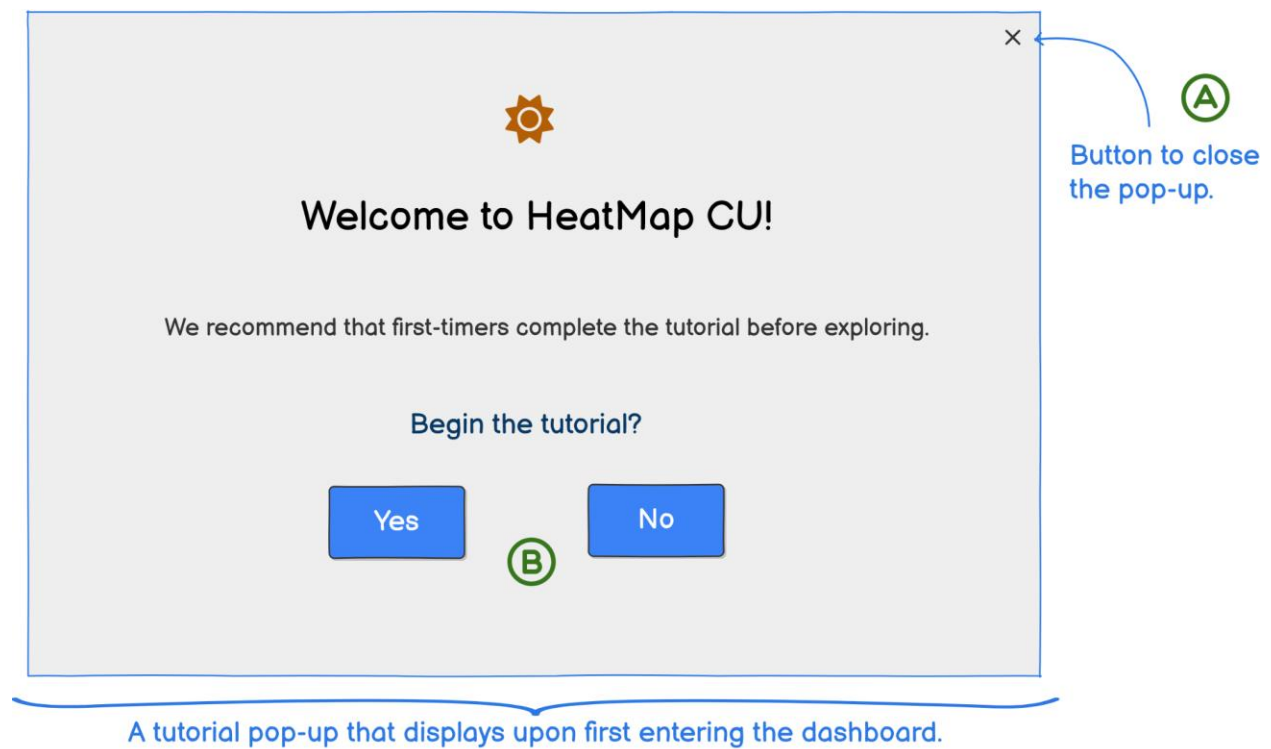 A
Button to close
the pop-up.
Welcome to HeatMap CU!
We recommend that first-timers complete the tutorial before exploring.
Begin the tutorial?
Yes
No
B
A tutorial pop-up that displays upon first entering the dashboard.